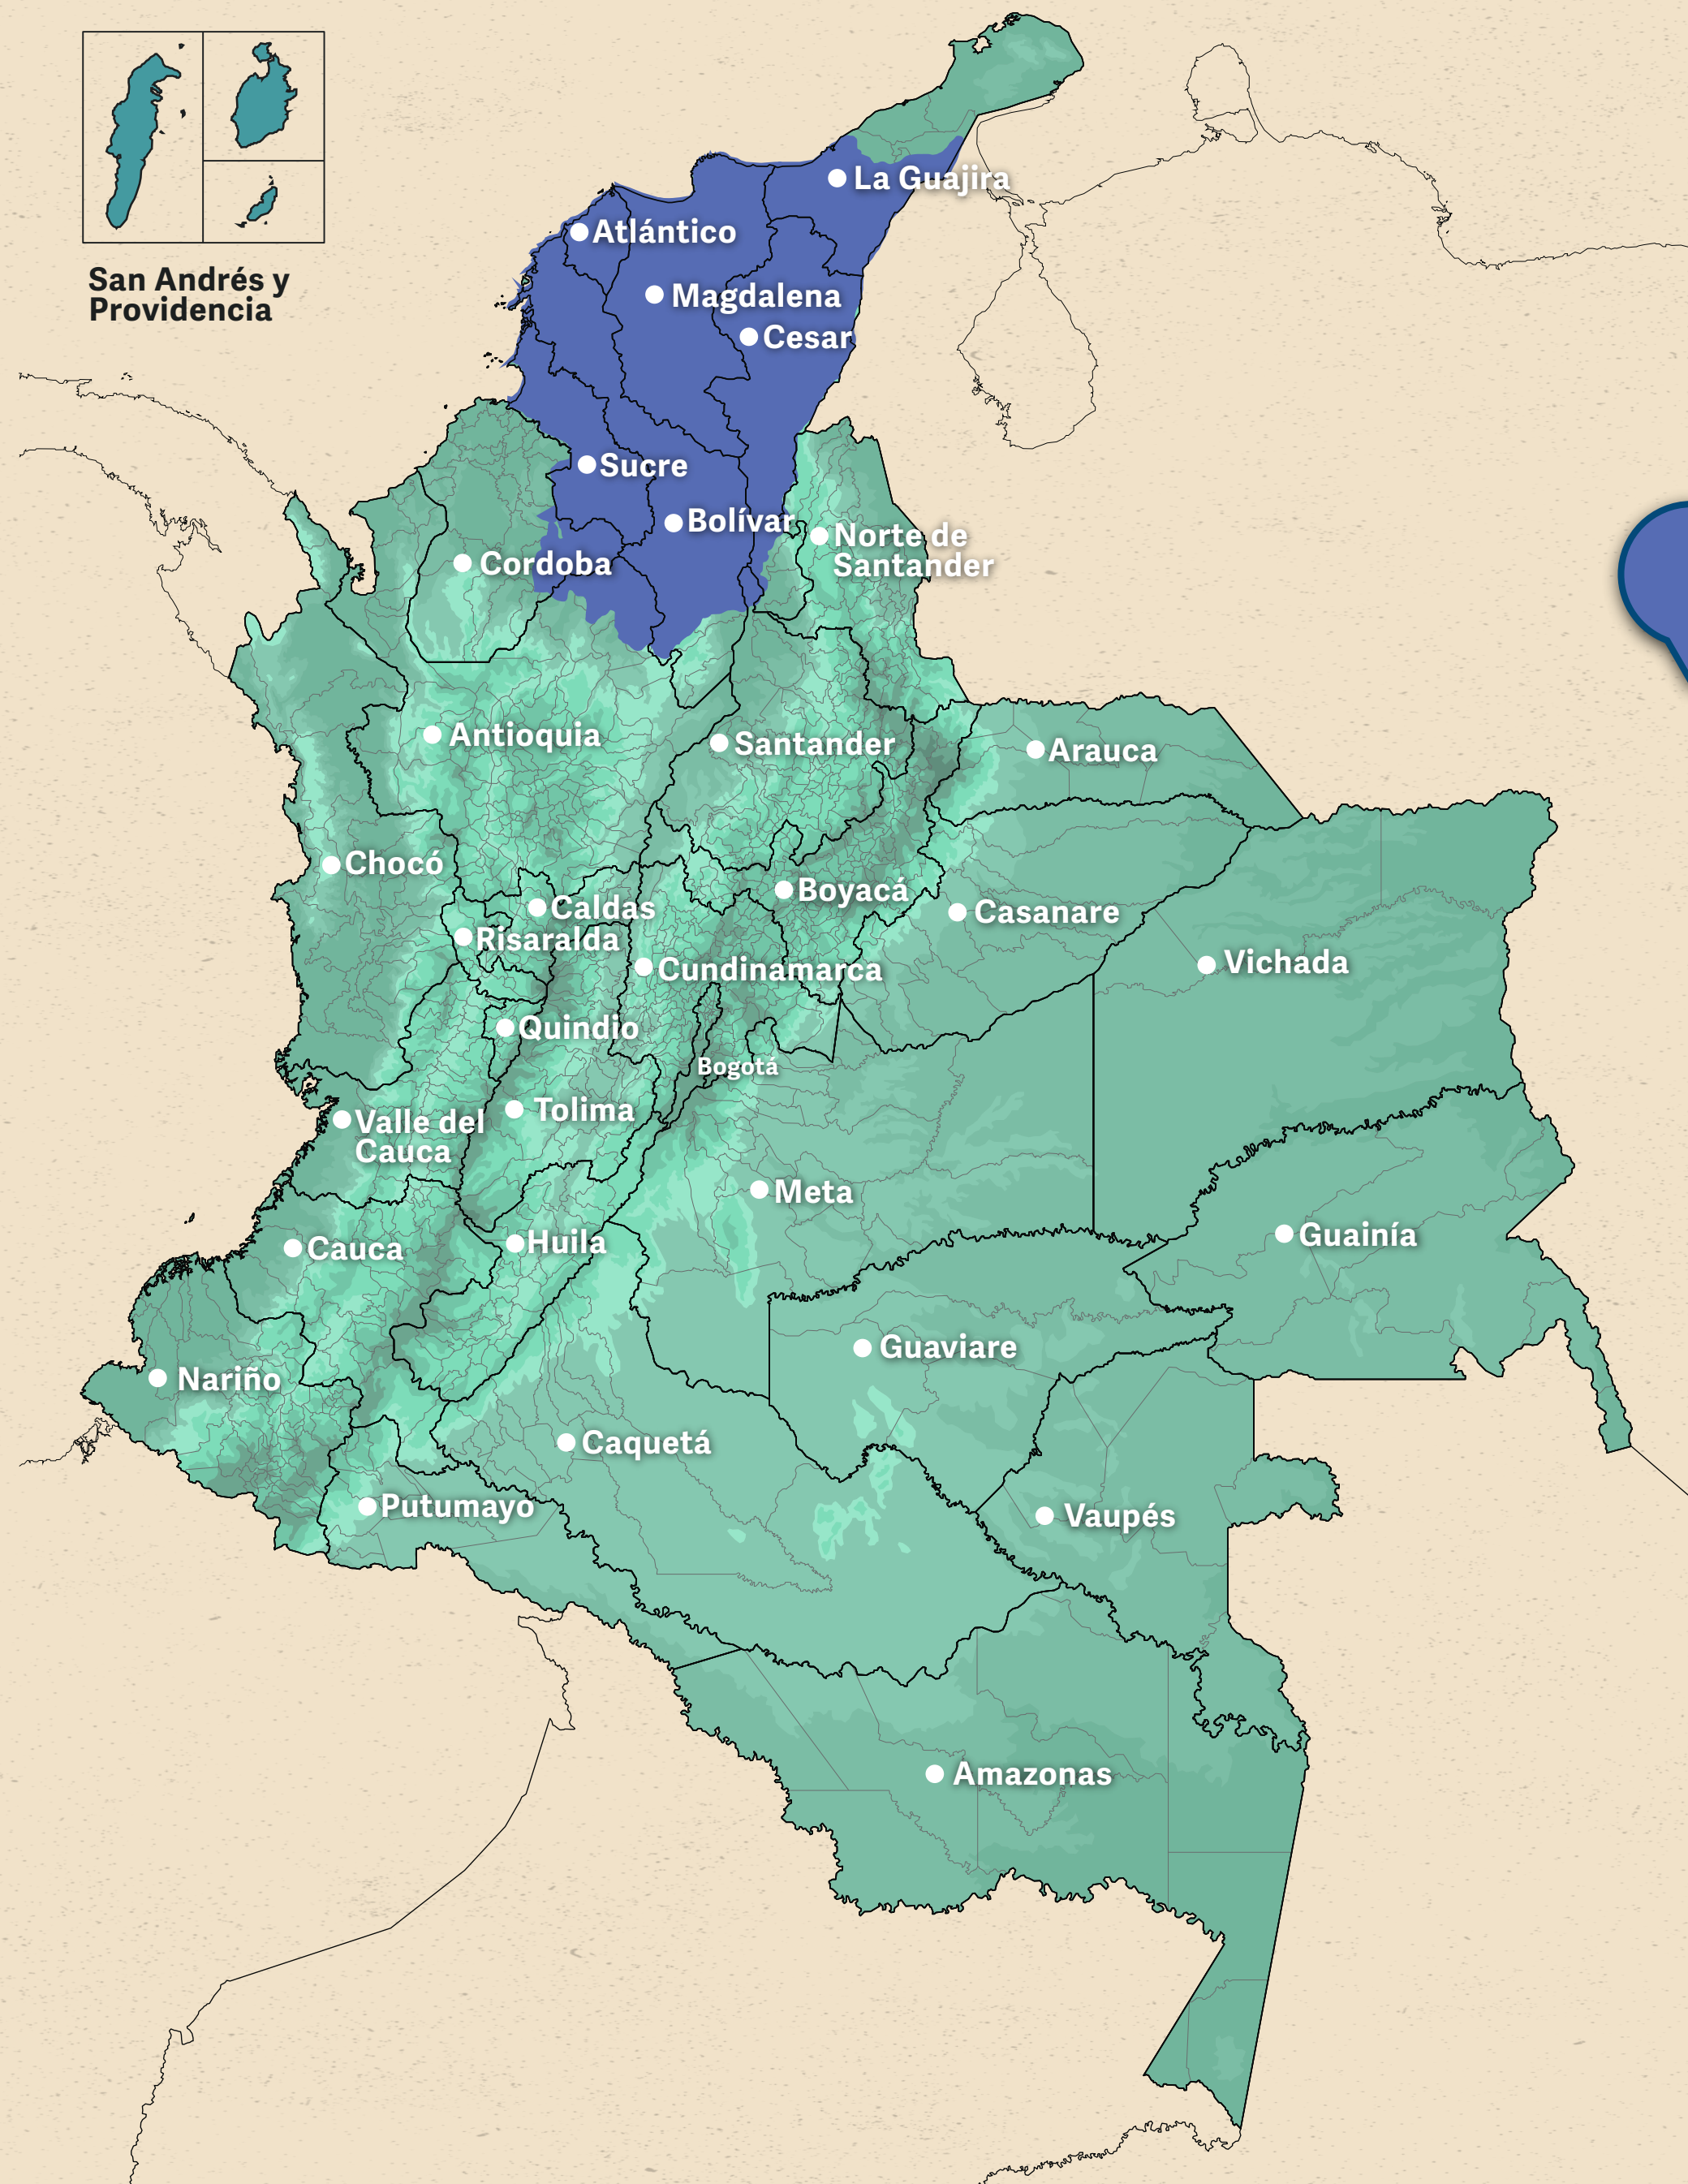 La Guajira
Atlántico
San Andrés y
Providencia
Magdalena
Cesar
Sucre
Bolívar
Norte de
Santander
Cordoba
Antioquia
Santander
Arauca
Chocó
Boyacá
Caldas
Casanare
Risaralda
Cundinamarca
Vichada
Quindio
Bogotá
Tolima
Valle del
Cauca
Meta
Guainía
Huila
Cauca
Guaviare
Nariño
Caquetá
Putumayo
Vaupés
Amazonas